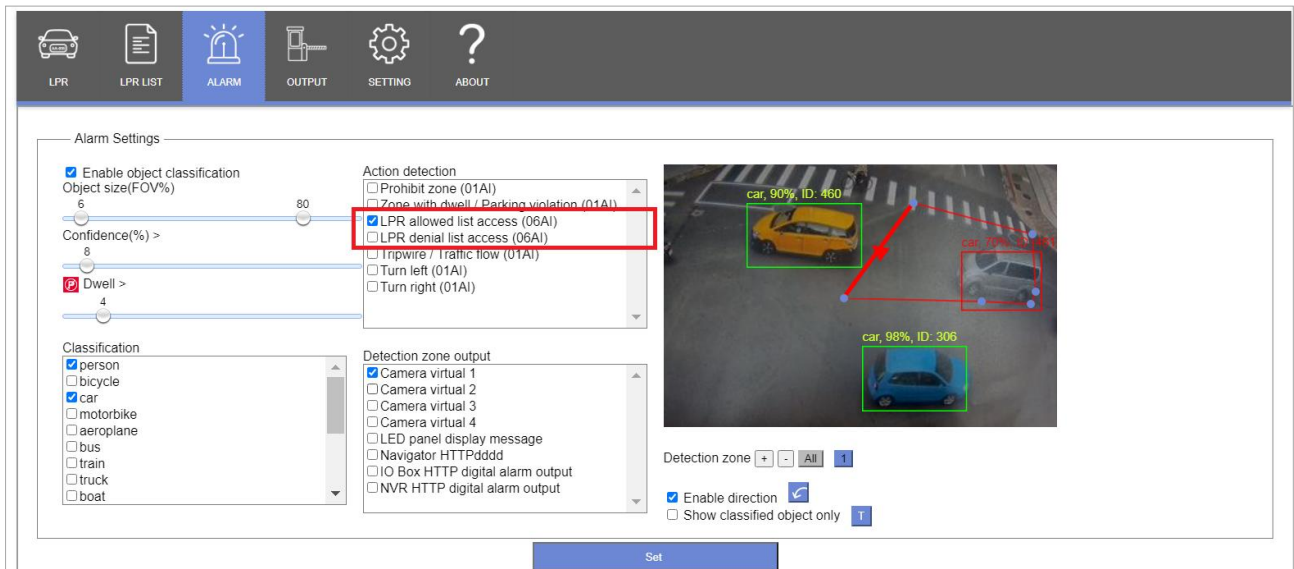 LPR
LPR LIST
ALARM
OUTPUT
SETTING
ABOUT
Alarm Settings
Enable object classification
Object size(FOV%)
6
80
Confidence(%) >
8
P Dwell >
4
Classification
person
bicycle
car
motorbike
aeroplane
bus
train
truck
boat
Action detection
Prohibit zone (01AI)
Zone with dwell / Parking violation (01AI)
LPR allowed list access (06AI)
LPR denial list access (06AI)
Tripwire / Traffic flow (01AI)
Turn left (01AI)
Turn right (01AI)
Detection zone output
Camera virtual 1
Camera virtual 2
Camera virtual 3
Camera virtual 4
LED panel display message
Navigator HTTPdddd
IO Box HTTP digital alarm output
NVR HTTP digital alarm output
car, 90%, ID: 460
car, 70%,
car, 98%, ID: 306
Detection zone + - All 1
Enable direction
Show classified object only T
Set